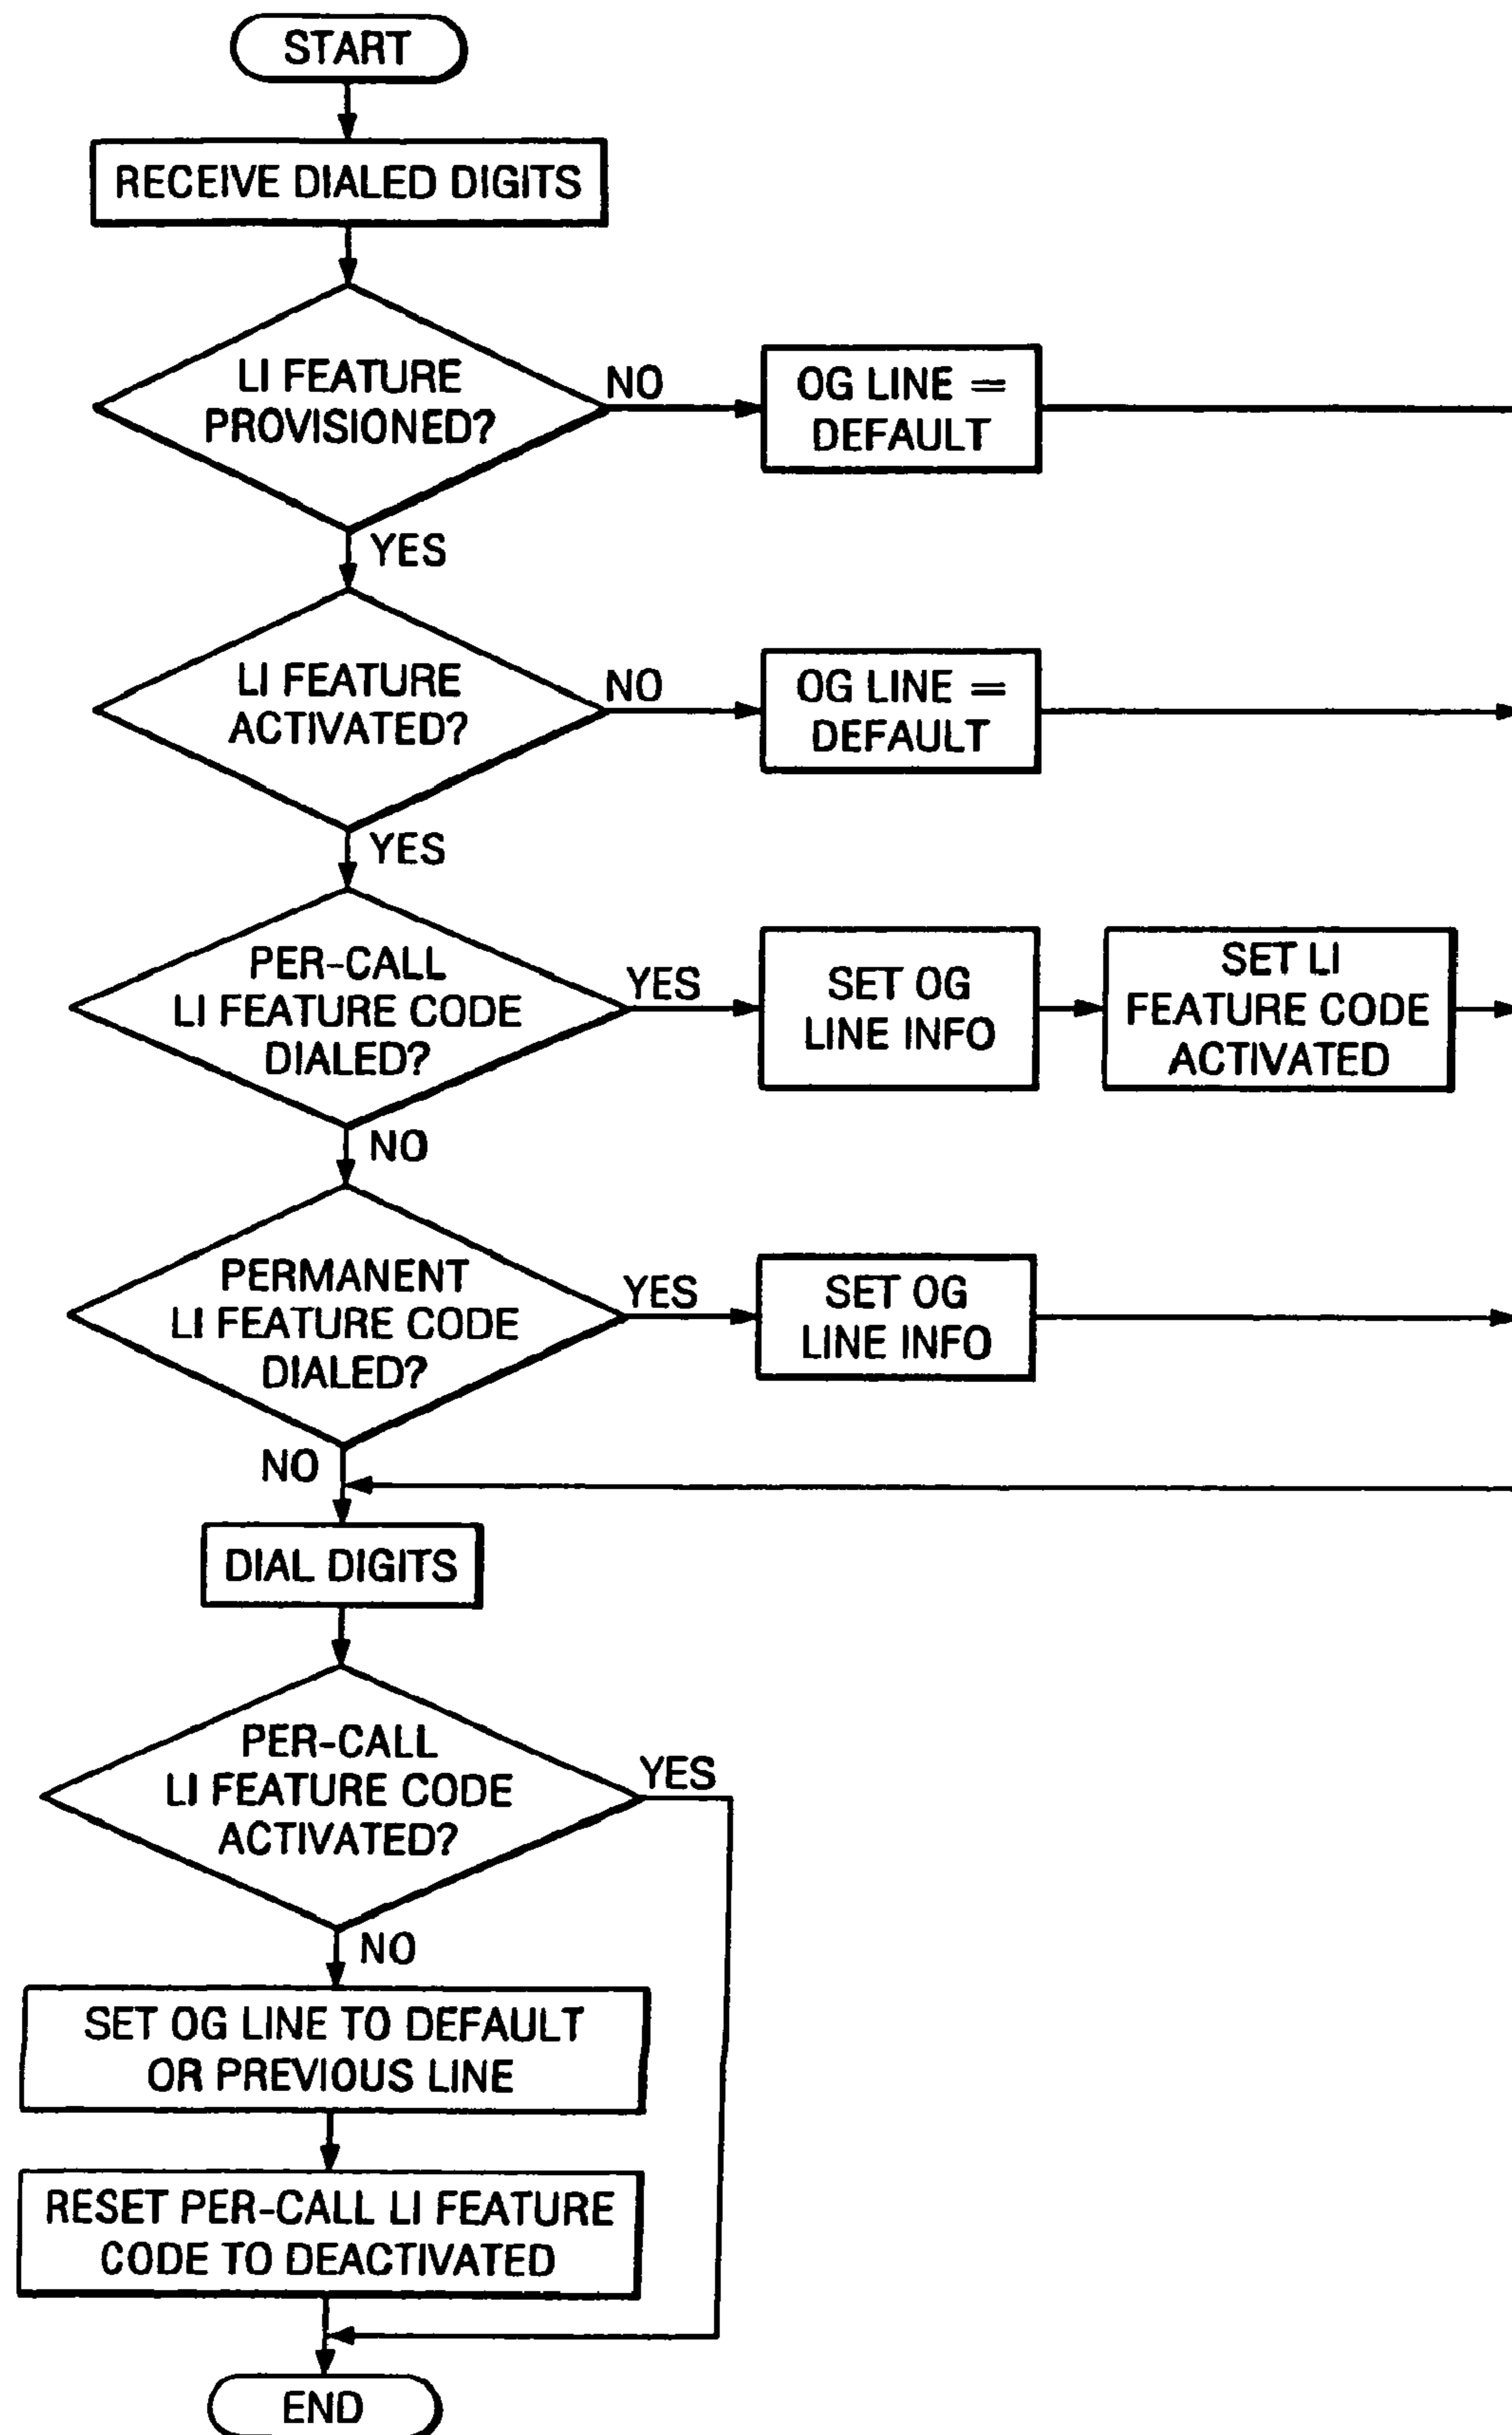 START
RECEIVE DIALED DIGITS
LI FEATURE
PROVISIONED?
NO
OG LINE =
DEFAULT
YES
LI FEATURE
ACTIVATED?
NO
OG LINE =
DEFAULT
YES
PER-CALL
LI FEATURE CODE
DIALED?
YES
SET OG
LINE INFO
SET LI
FEATURE CODE
ACTIVATED
NO
PERMANENT
LI FEATURE CODE
DIALED?
YES
SET OG
LINE INFO
NO
DIAL DIGITS
PER-CALL
LI FEATURE CODE
ACTIVATED?
YES
NO
SET OG LINE TO DEFAULT
OR PREVIOUS LINE
RESET PER-CALL LI FEATURE
CODE TO DEACTIVATED
END